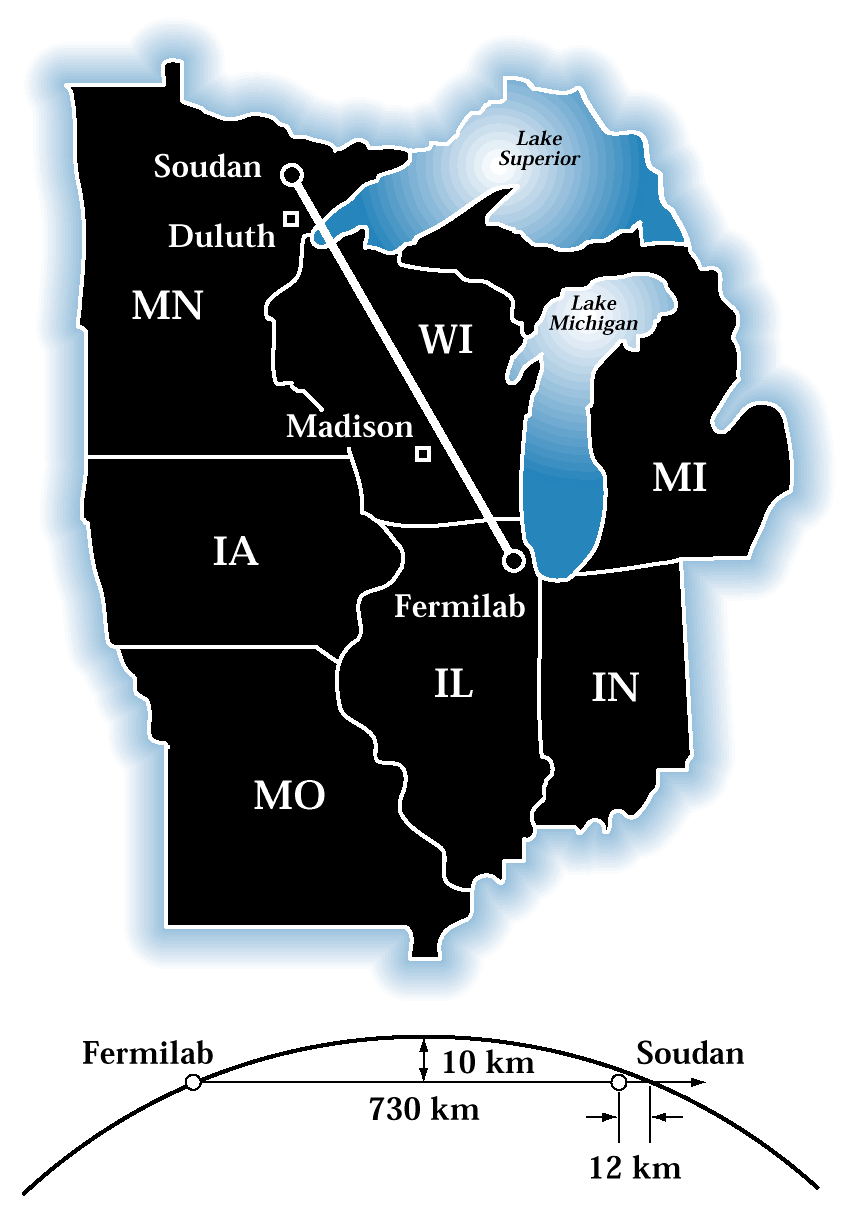 Lake
Superior
Soudan
Duluth
MN
Lake
Michigan
WI
Madison
MI
IA
Fermilab
IL
IN
MO
Fermilab
10 km
Soudan
730 km
12 km